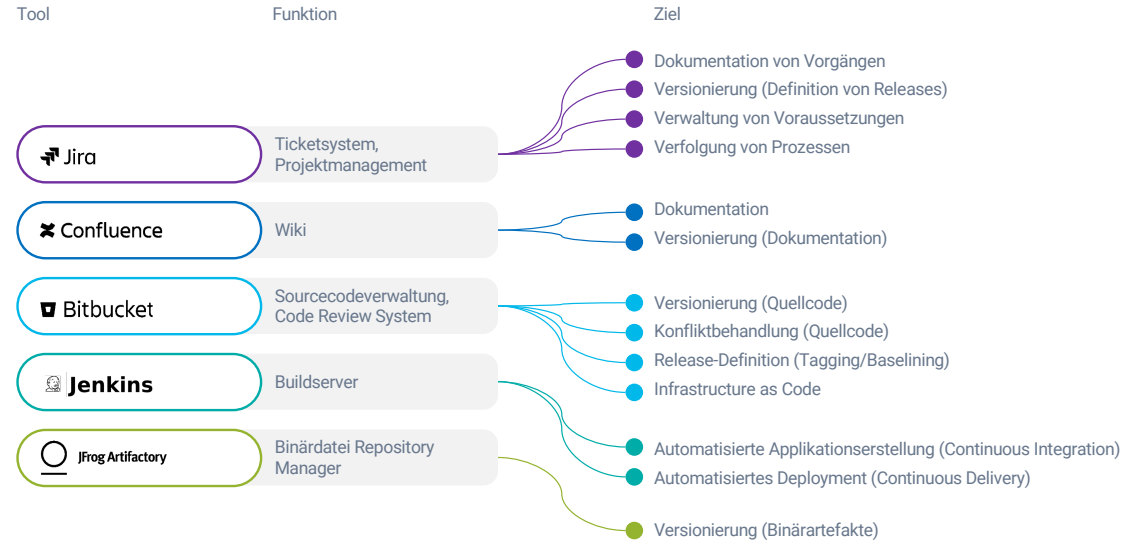 Tool
Funktion
Ziel
Jira
Ticketsystem,
Projektmanagement
Dokumentation von Vorgängen
Versionierung (Definition von Releases)
Verwaltung von Voraussetzungen
Verfolgung von Prozessen
Confluence
Wiki
Dokumentation
Versionierung (Dokumentation)
Bitbucket
Sourcecodeverwaltung,
Code Review System
Versionierung (Quellcode)
Konfliktbehandlung (Quellcode)
Release-Definition (Tagging/Baselining)
Infrastructure as Code
Jenkins
Buildserver
Automatisierte Applikationserstellung (Continuous Integration)
Automatisiertes Deployment (Continuous Delivery)
JFrog Artifactory
Binärdatei Repository
Manager
Versionierung (Binärartefakte)